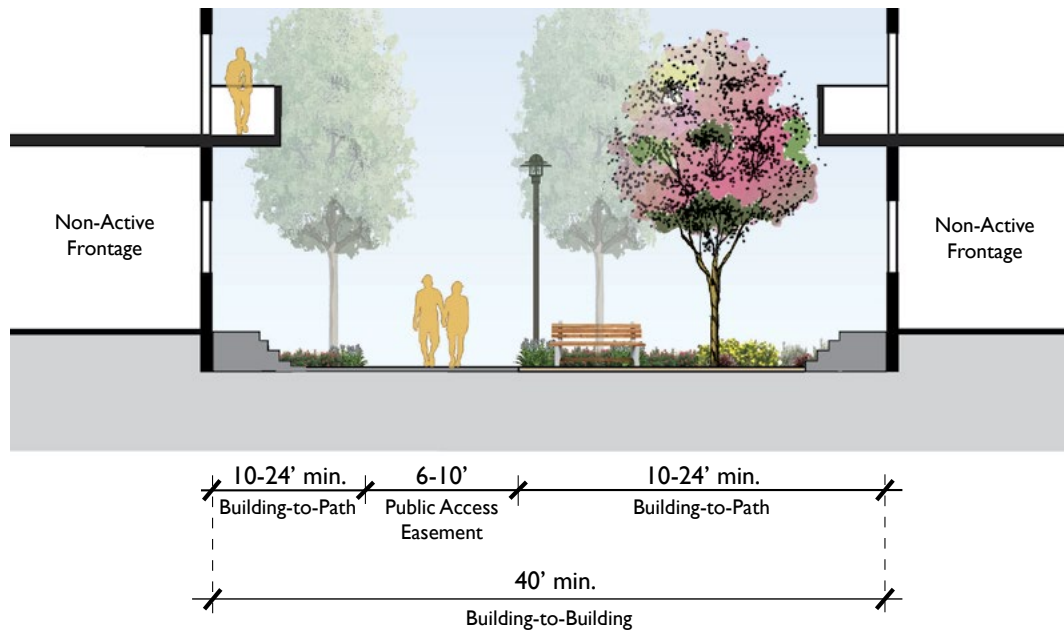 Non-Active
Frontage
Non-Active
Frontage
10-24’ min.
Building-to-Path
6-10’
Public Access
Easement
10-24’ min.
Building-to-Path
40’ min.
Building-to-Building